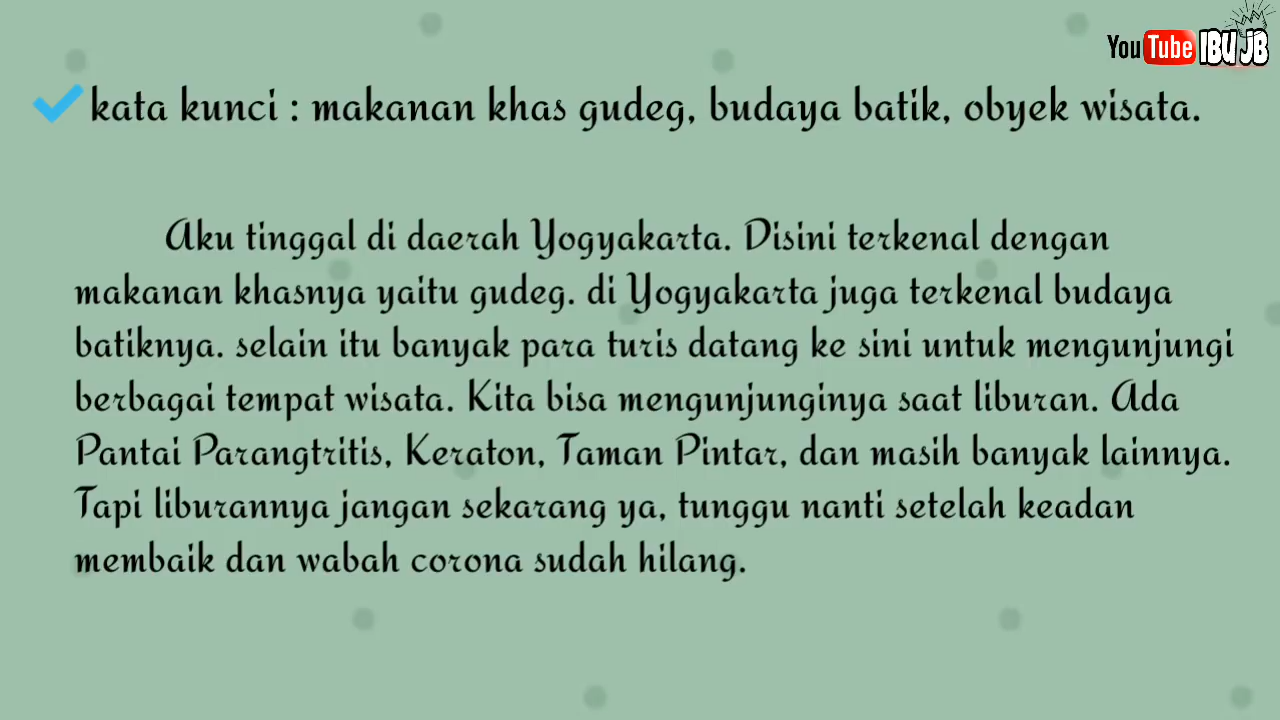 YouTube IBU JB
kata kunci : makanan khas gudeg, budaya batik, obyek wisata.
Aku tinggal di daerah Yogyakarta. Disini terkenal dengan
makanan khasnya yaitu gudeg. di Yogyakarta juga terkenal budaya
batiknya. selain itu banyak para turis datang ke sini untuk mengunjungi
berbagai tempat wisata. Kita bisa mengunjunginya saat liburan. Ada
Pantai Parangtritis, Keraton, Taman Pintar, dan masih banyak lainnya.
Tapi liburannya jangan sekarang ya, tunggu nanti setelah keadan
membaik dan wabah corona sudah hilang.